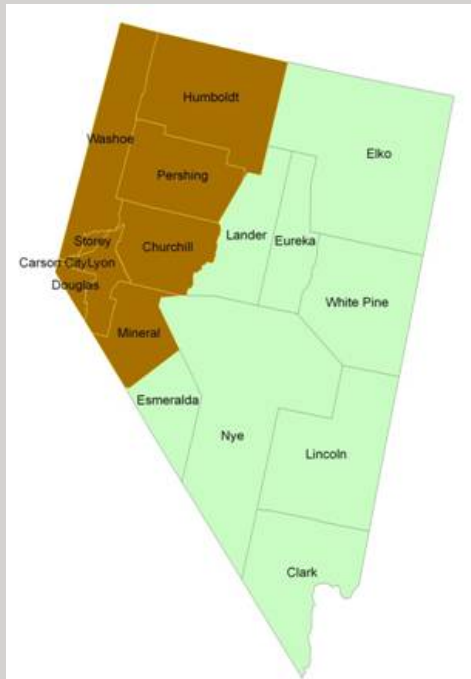 Humboldt
Washoe
Elko
Pershing
Lander
Eureka
Storey
Churchill
Carson City
Lyon
Douglas
White Pine
Mineral
Esmeralda
Nye
Lincoln
Clark